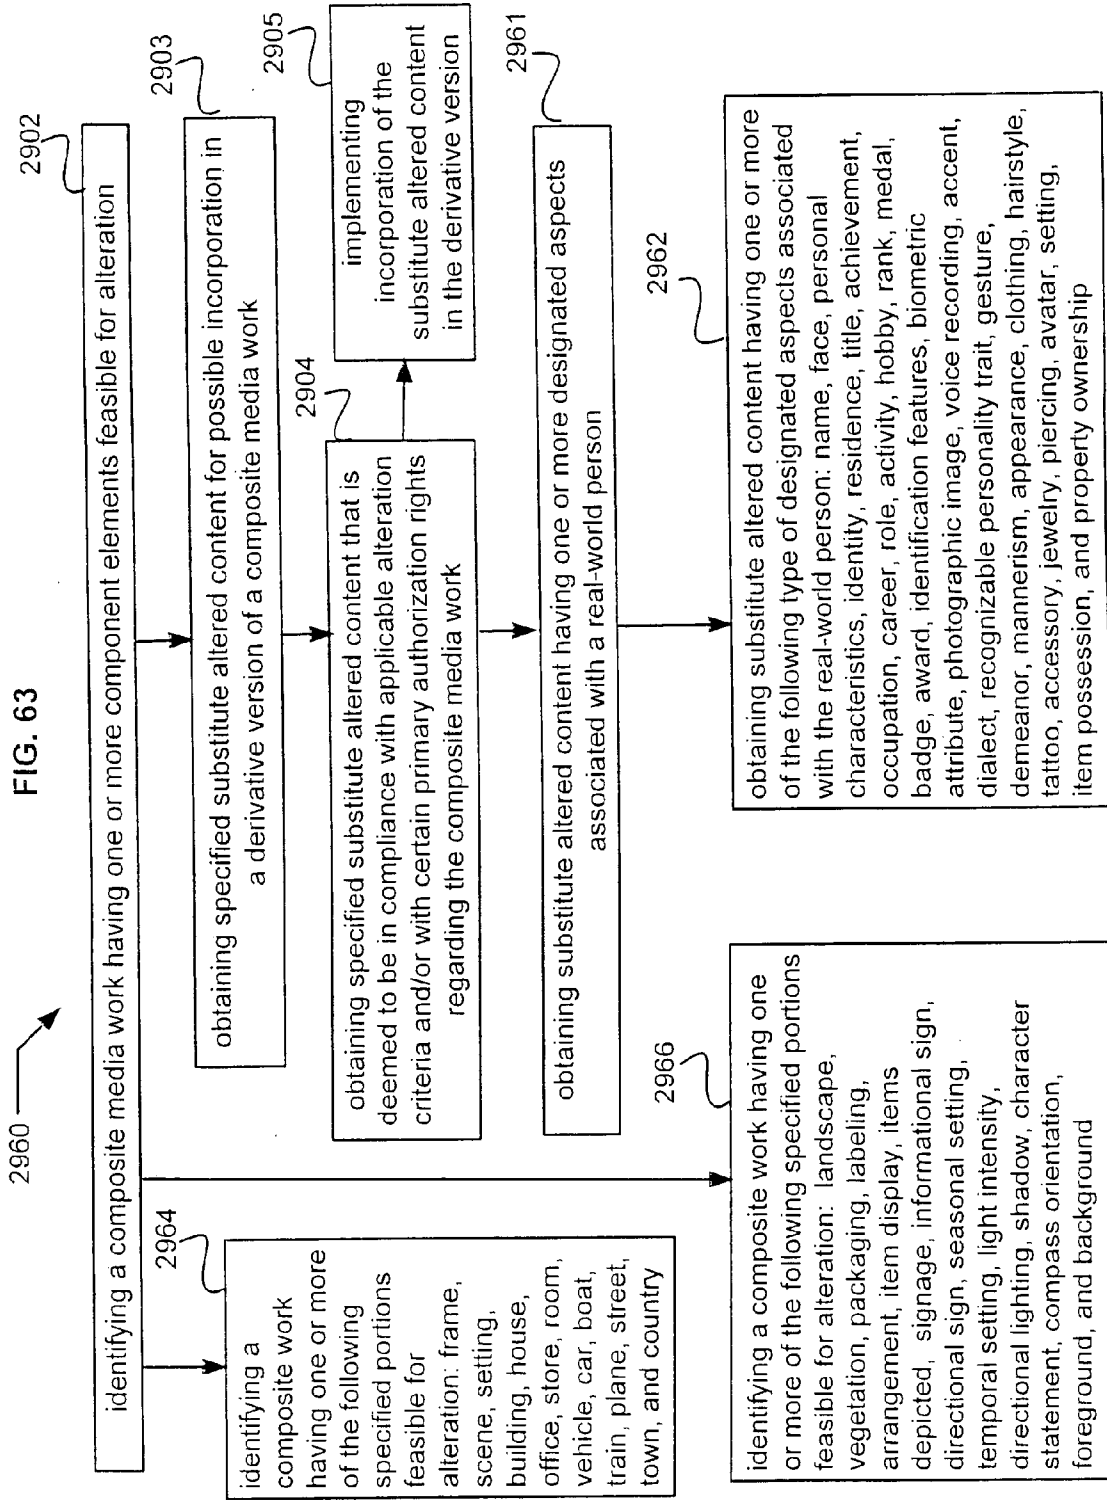 FIG. 63
2960
2902
identifying a composite media work having one or more component elements feasible for alteration
2903
obtaining specified substitute altered content for possible incorporation in
a derivative version of a composite media work
2904
obtaining specified substitute altered content that is
deemed to be in compliance with applicable alteration
criteria and/or with certain primary authorization rights
regarding the composite media work
2905
implementing
incorporation of the
substitute altered content
in the derivative version
2961
obtaining substitute altered content having one or more designated aspects
associated with a real-world person
2964
identifying a
composite work
having one or more
of the following
specified portions
feasible for
alteration: frame,
scene, setting,
building, house,
office, store, room,
vehicle, car, boat,
train, plane, street,
town, and country
2966
identifying a composite work having one
or more of the following specified portions
feasible for alteration: landscape,
vegetation, packaging, labeling,
arrangement, item display, items
depicted, signage, informational sign,
directional sign, seasonal setting,
temporal setting, light intensity,
directional lighting, shadow, character
statement, compass orientation,
foreground, and background
2962
obtaining substitute altered content having one or more
of the following type of designated aspects associated
with the real-world person: name, face, personal
characteristics, identity, residence, title, achievement,
occupation, career, role, activity, hobby, rank, medal,
badge, award, identification features, biometric
attribute, photographic image, voice recording, accent,
dialect, recognizable personality trait, gesture,
demeanor, mannerism, appearance, clothing, hairstyle,
tattoo, accessory, jewelry, piercing, avatar, setting,
item possession, and property ownership